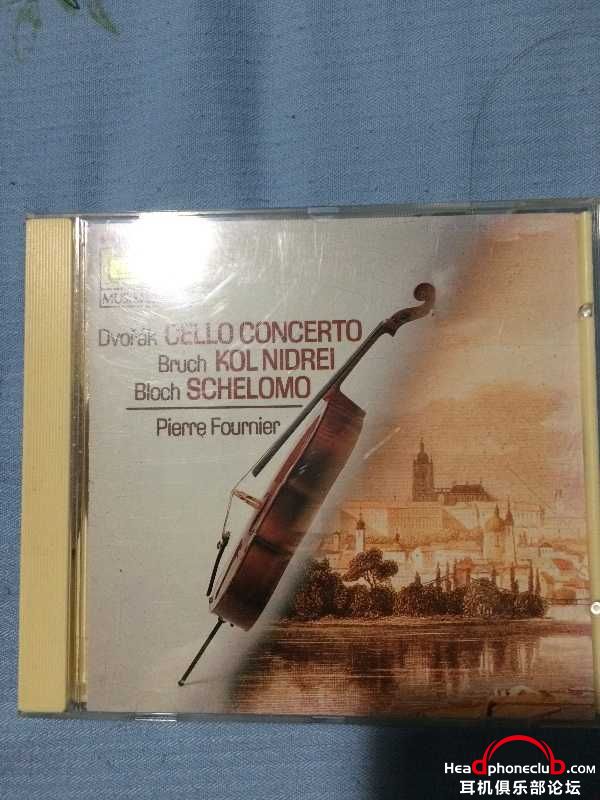 Dvořák CELLO CONCERTO
Bruch KOL NIDREI
Bloch SCHELOMO
Pierre Fournier
Headphoneclub.com
耳机俱乐部论坛